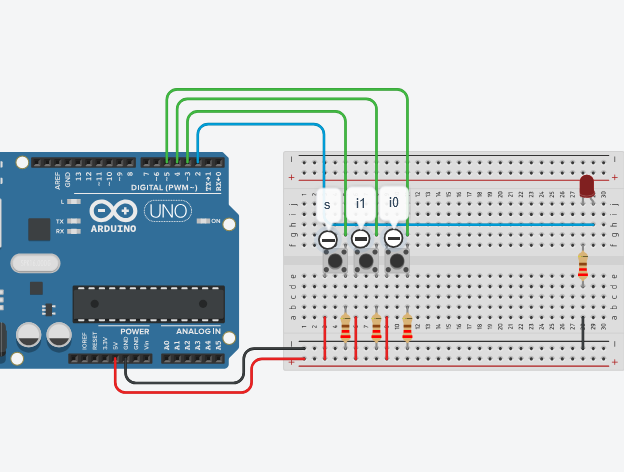 s
i1
i0
AREF
GND
13
12
~11
~10
~9
8
7
~6
~5
4
~3
2
TX→1
RX←0
DIGITAL (PWM~)
L
TX
RX
UNO
ON
ARDUINO
POWER
ANALOG IN
IOREF
RESET
3.3V
5V
GND
GND
Vin
A0
A1
A2
A3
A4
A5